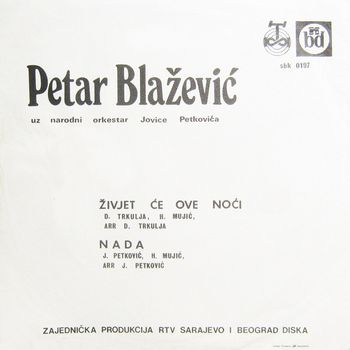 bd
sbk 0197
Petar Blažević
uz narodni orkestar Jovice Petkovića
ŽIVJET ĆE OVE NOĆI
D. TRKULJA, H. MUJIĆ,
ARR D. TRKULJA
NADA
J. PETKOVIĆ, H. MUJIĆ,
ARR J. PETKOVIĆ
ZAJEDNIČKA PRODUKCIJA RTV SARAJEVO I BEOGRAD DISKA